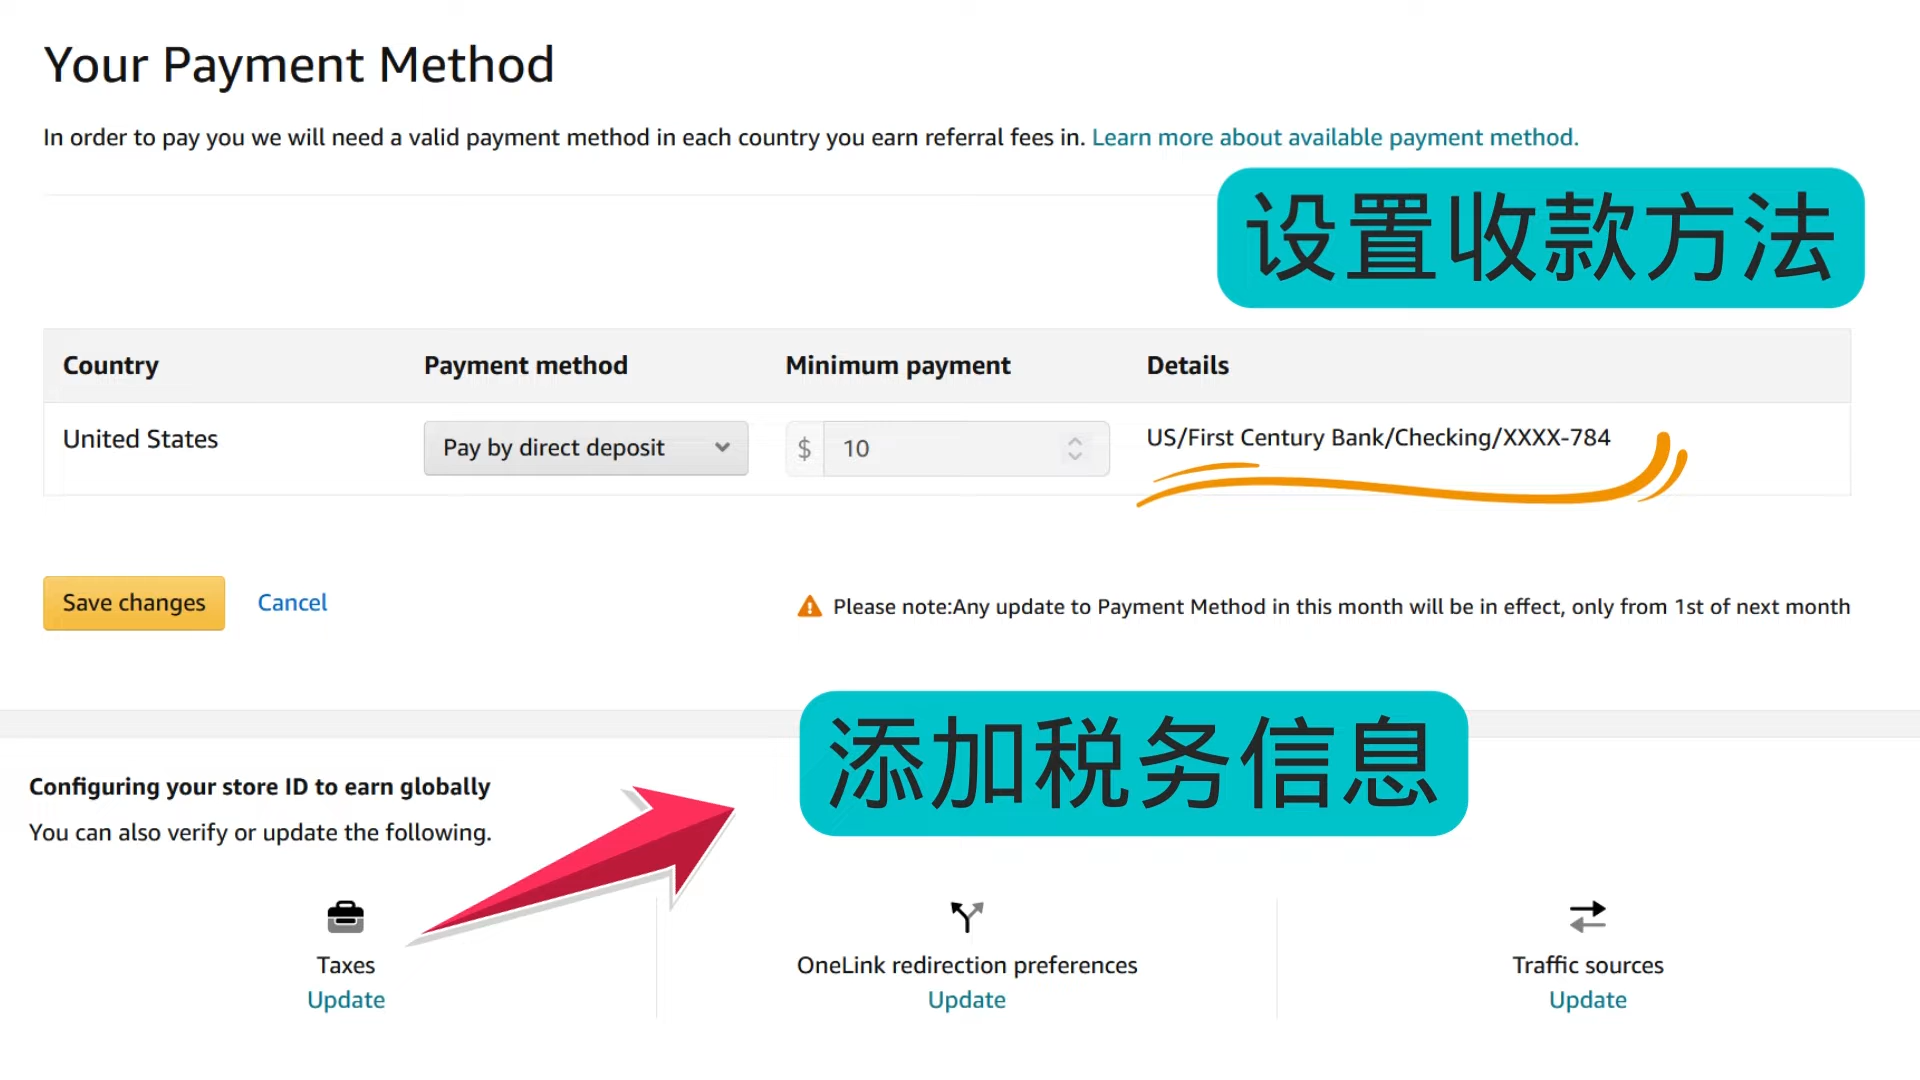 Your Payment Method
In order to pay you we will need a valid payment method in each country you earn referral fees in. Learn more about available payment method.
设置收款方法
Country Payment method Minimum payment Details
United States Pay by direct deposit $ 10 US/First Century Bank/Checking/XXXX-784
Save changes Cancel Please note:Any update to Payment Method in this month will be in effect, only from 1st of next month
添加税务信息
Configuring your store ID to earn globally
You can also verify or update the following.
Taxes OneLink redirection preferences Traffic sources
Update Update Update